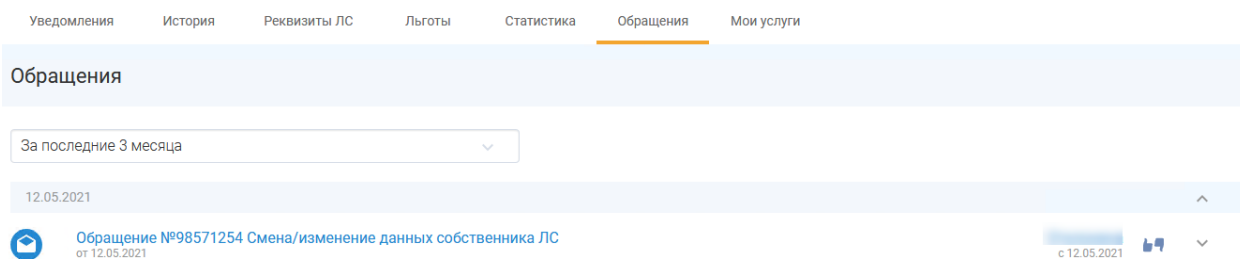 Уведомления История Реквизиты ЛС Льготы Статистика Обращения Мои услуги
Обращения
За последние 3 месяца
12.05.2021
Обращение №98571254 Смена/изменение данных собственника ЛС
от 12.05.2021 с 12.05.2021